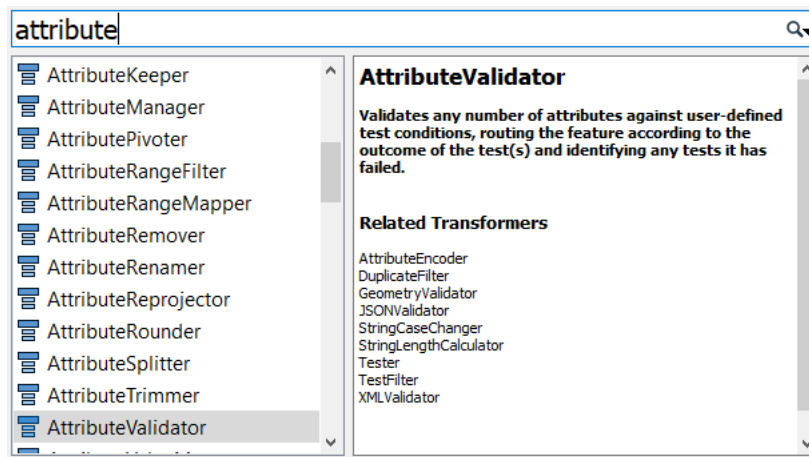 attribute
AttributeKeeper
AttributeManager
AttributePivoter
AttributeRangeFilter
AttributeRangeMapper
AttributeRemover
AttributeRenamer
AttributeReprojector
AttributeRounder
AttributeSplitter
AttributeTrimmer
AttributeValidator
AttributeValidator
Validates any number of attributes against user-defined
test conditions, routing the feature according to the
outcome of the test(s) and identifying any tests it has
failed.
Related Transformers
AttributeEncoder
DuplicateFilter
GeometryValidator
JSONValidator
StringCaseChanger
StringLengthCalculator
Tester
TestFilter
XMLValidator